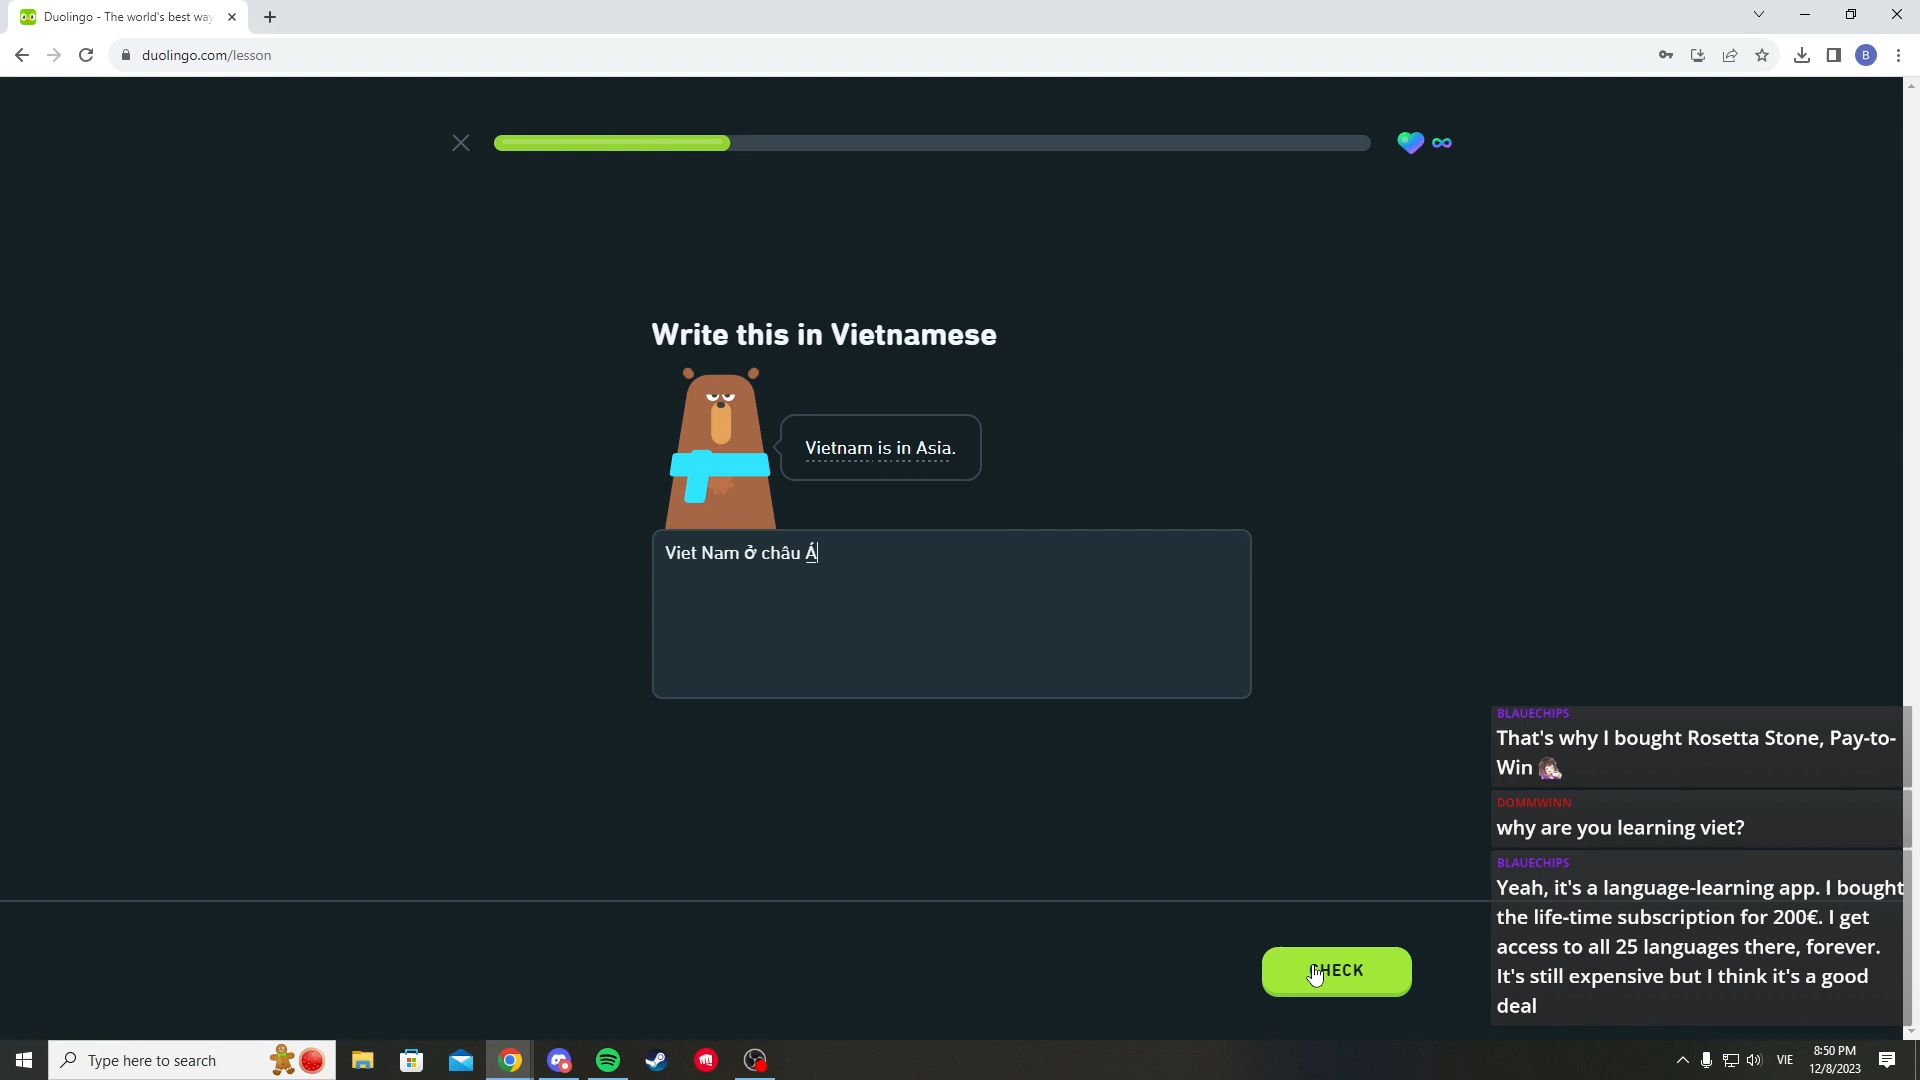 Duolingo - The world's best way
duolingo.com/lesson
B
Write this in Vietnamese
Vietnam is in Asia.
Viet Nam ở châu Á
CHECK
BLAUECHIPS
That's why I bought Rosetta Stone, Pay-to-
Win
DOMMWINN
why are you learning viet?
BLAUECHIPS
Yeah, it's a language-learning app. I bought
the life-time subscription for 200€. I get
access to all 25 languages there, forever.
It's still expensive but I think it's a good
deal
Type here to search
VIE
8:50 PM
12/8/2023